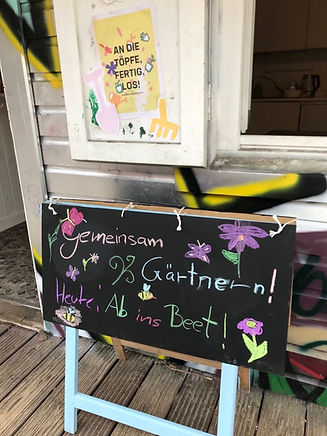 AN DIE
TÖPFE,
FERTIG,
LOS!
Gemeinsam
Gärtnern!
Heute: Ab ins Beet!